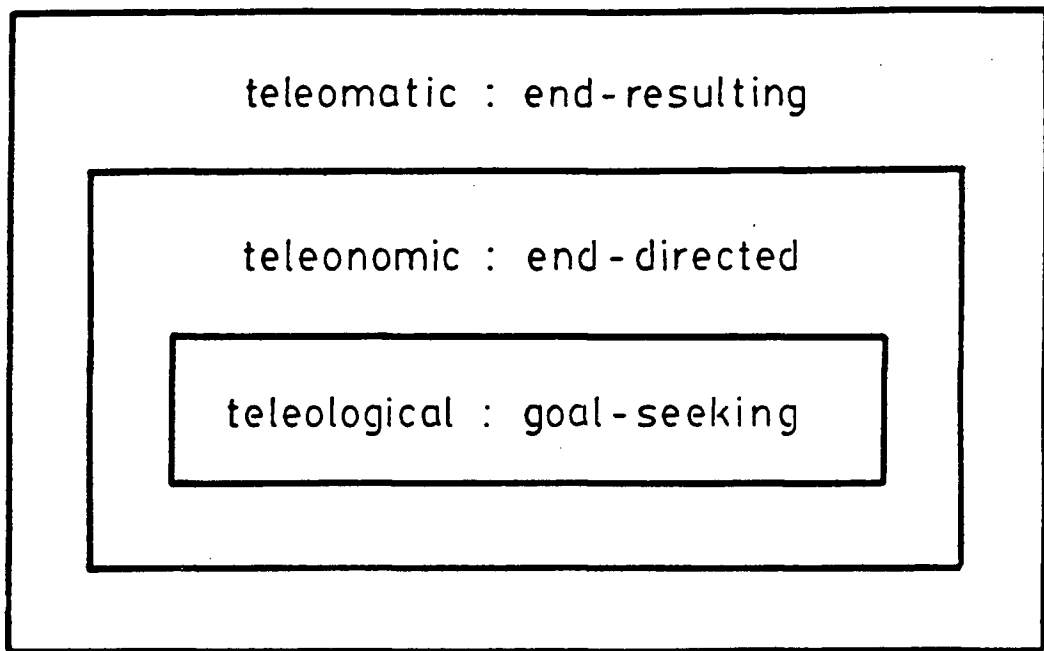 teleomatic : end-resulting
teleonomic : end-directed
teleological : goal-seeking